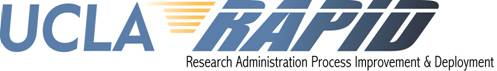 UCLA RAPID
Research Administration Process Improvement & Deployment